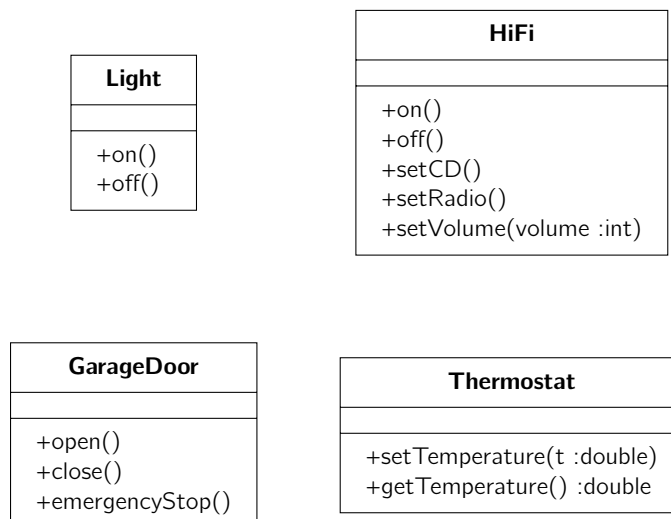 Light
+on()
+off()
HiFi
+on()
+off()
+setCD()
+setRadio()
+setVolume(volume :int)
GarageDoor
+open()
+close()
+emergencyStop()
Thermostat
+setTemperature(t :double)
+getTemperature() :double